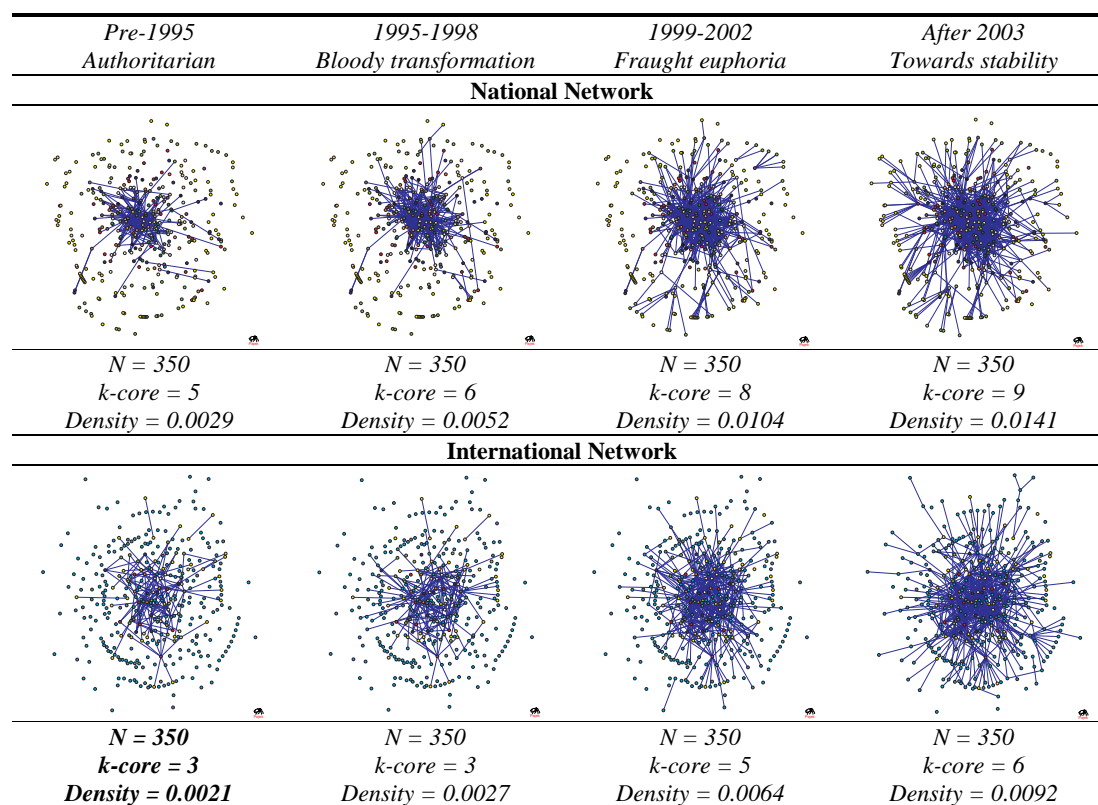 Pre-1995 1995-1998 1999-2002 After 2003
Authoritarian Bloody transformation Fraught euphoria Towards stability
National Network
N = 350 N = 350 N = 350 N = 350
k-core = 5 k-core = 6 k-core = 8 k-core = 9
Density = 0.0029 Density = 0.0052 Density = 0.0104 Density = 0.0141
International Network
N = 350 N = 350 N = 350 N = 350
k-core = 3 k-core = 3 k-core = 5 k-core = 6
Density = 0.0021 Density = 0.0027 Density = 0.0064 Density = 0.0092